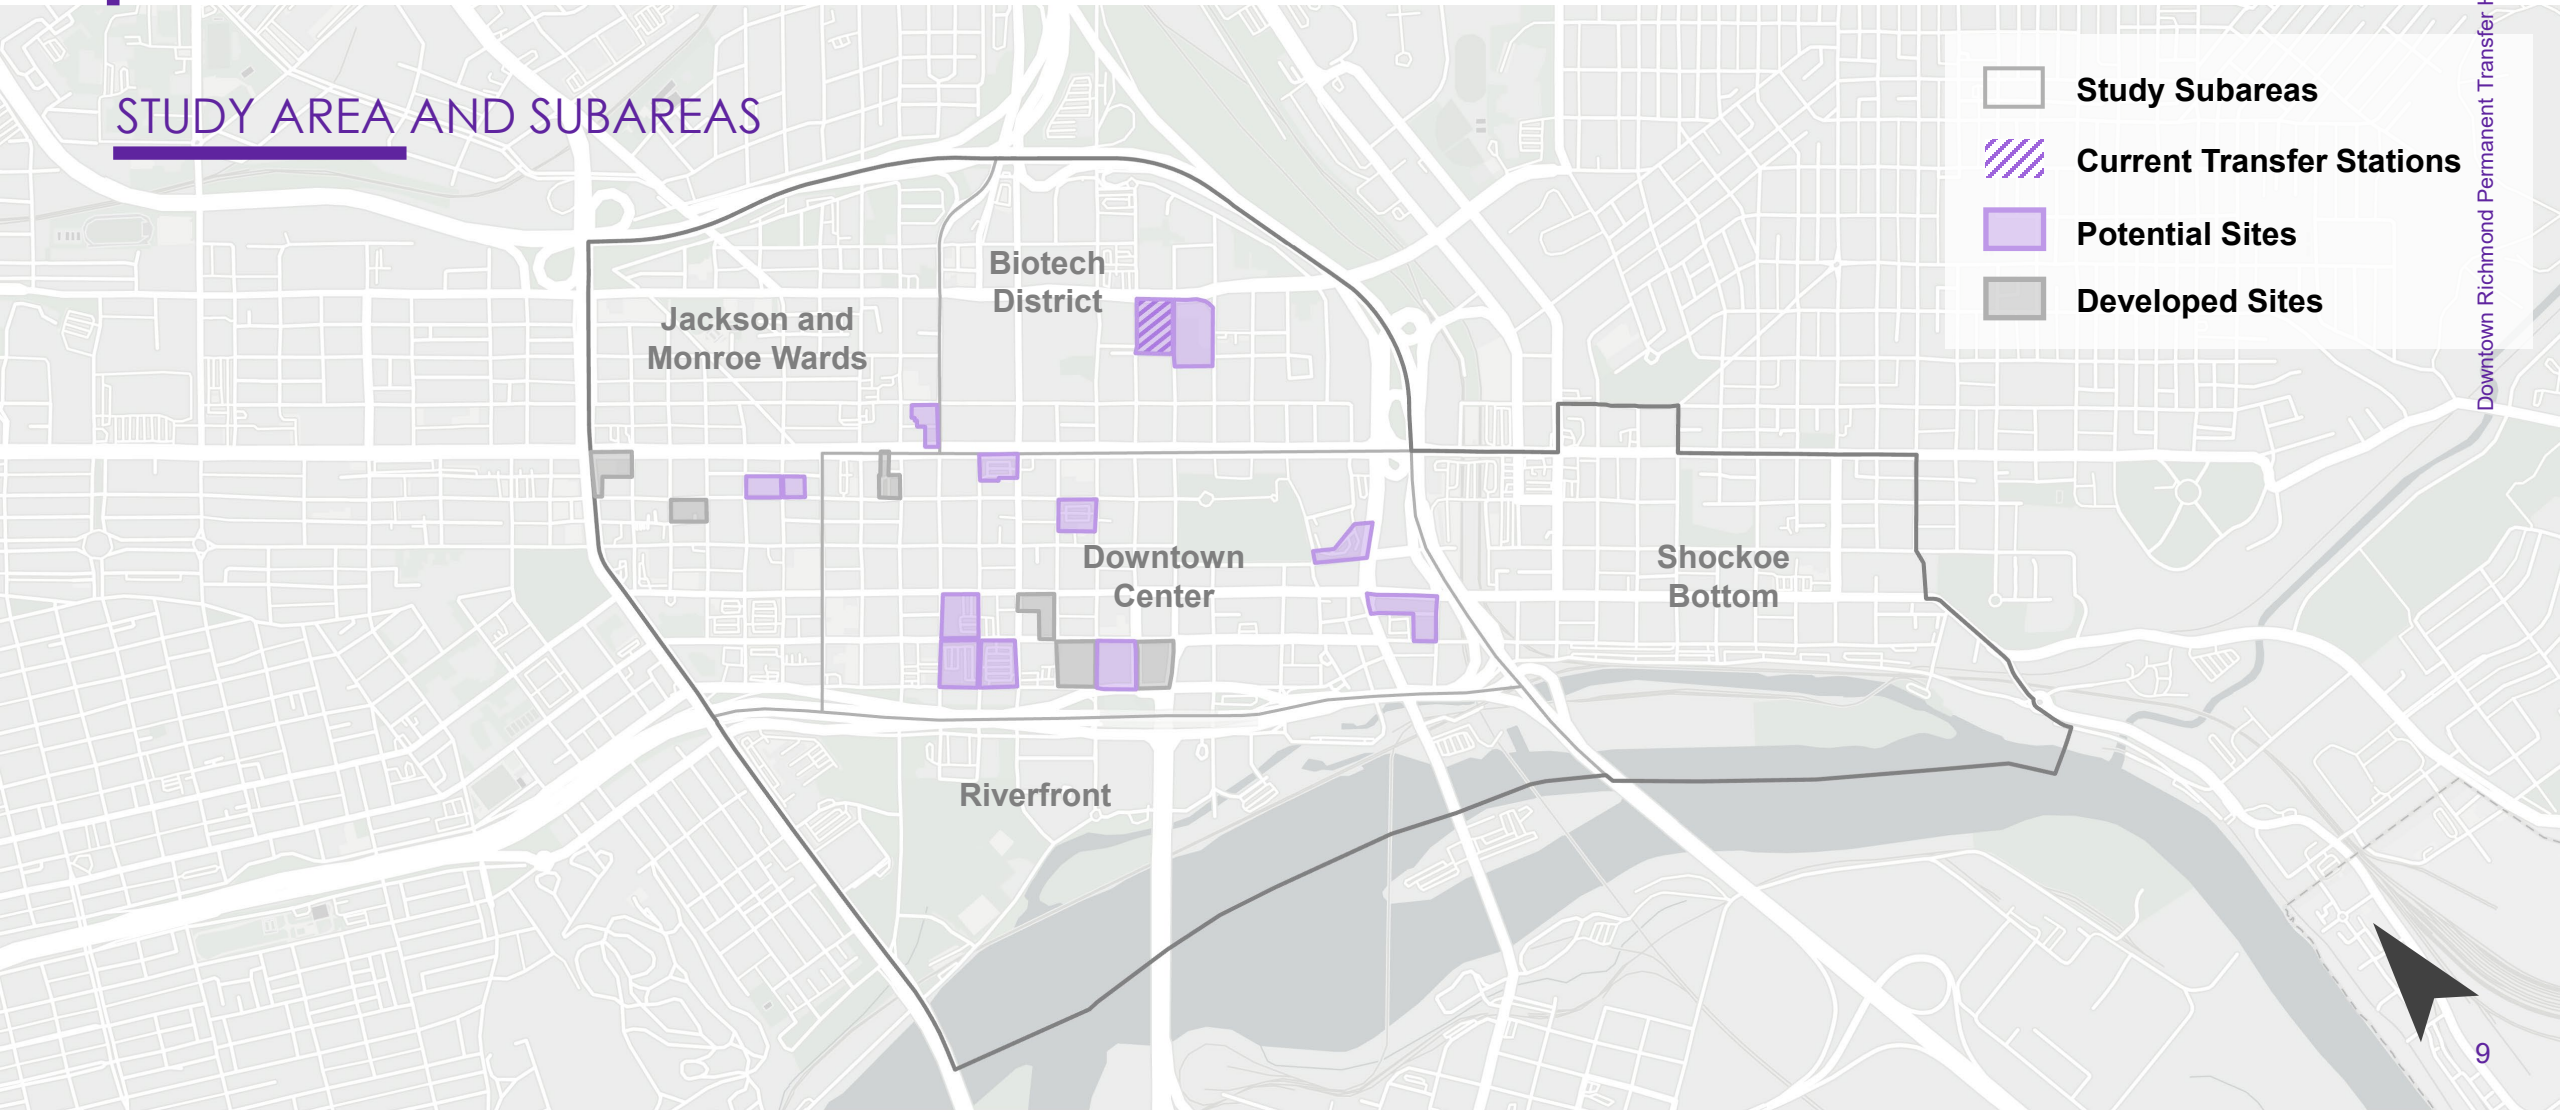 STUDY AREA AND SUBAREAS
Study Subareas
Current Transfer Stations
Potential Sites
Developed Sites
Downtown Richmond Permanent Transfer
Biotech
District
Jackson and
Monroe Wards
Downtown
Center
Shockoe
Bottom
Riverfront
9